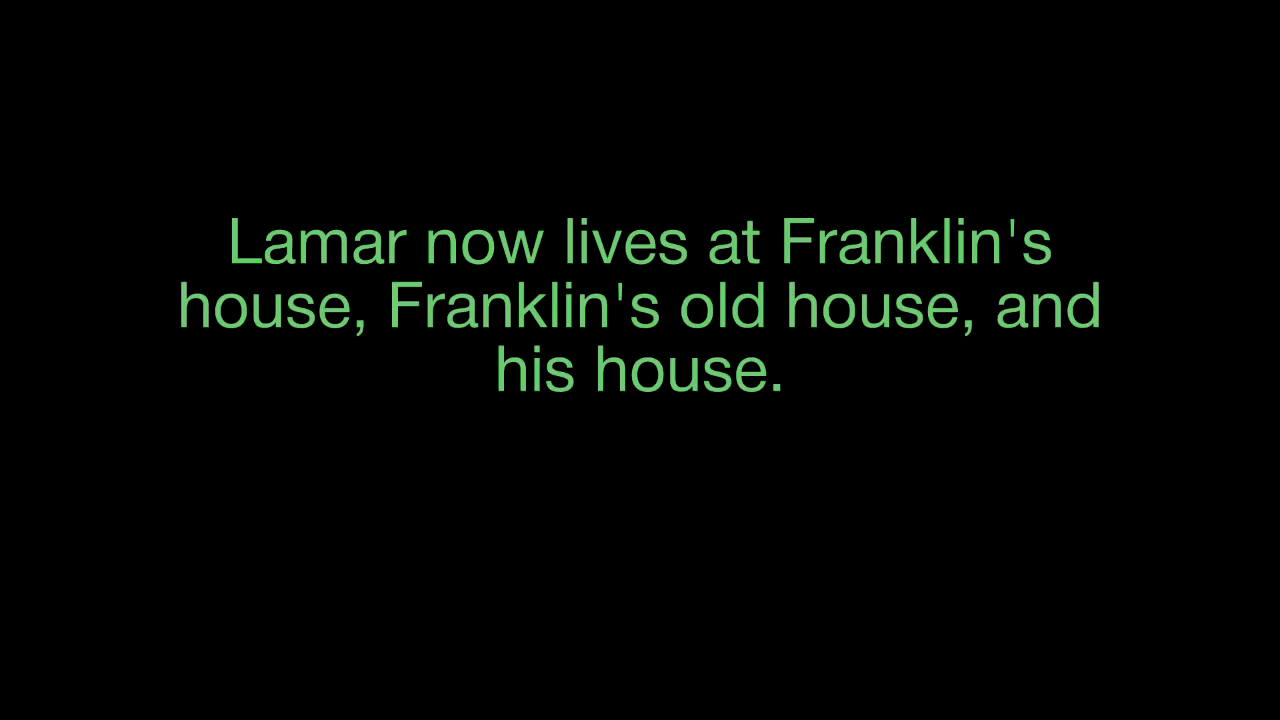 Lamar now lives at Franklin's
house, Franklin's old house, and
his house.